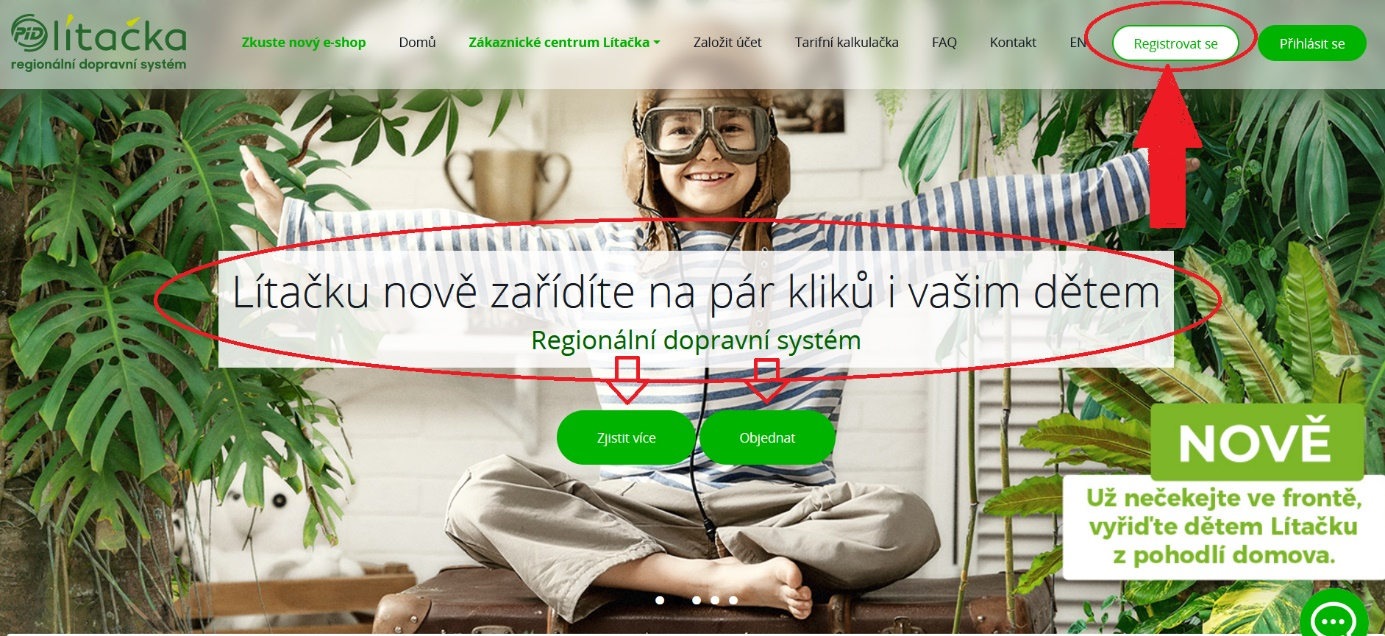 PID lítačka
regionální dopravní systém
Zkuste nový e-shop
Domů
Zákaznické centrum Lítačka
Založit účet
Tarifní kalkulačka
FAQ
Kontakt
EN
Registrovat se
Přihlásit se
Lítačku nově zařídíte na pár kliků i vašim dětem
Regionální dopravní systém
Zjistit více
Objednat
NOVĚ
Už nečekejte ve frontě,
vyřiďte dětem Lítačku
z pohodlí domova.